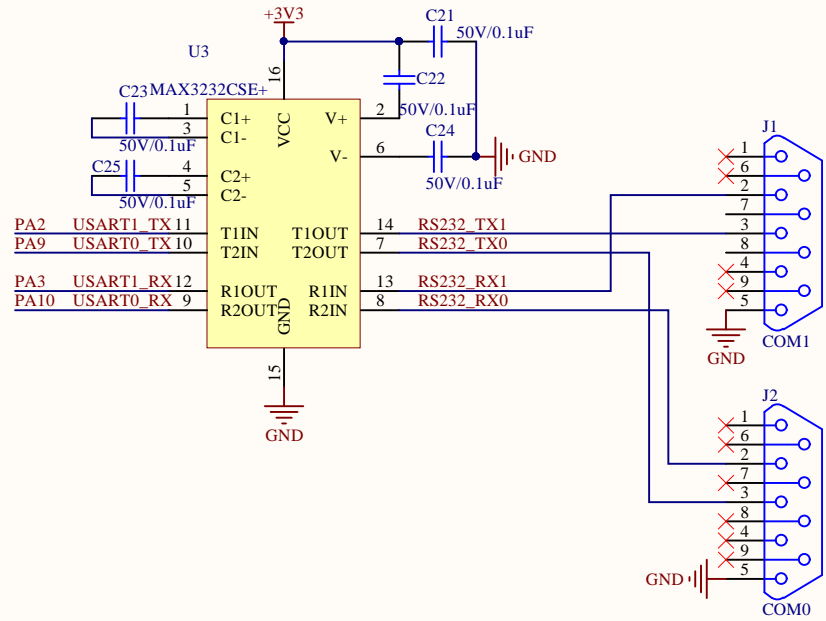 +3V3
C21
50V/0.1uF
U3
16
C22
C23 MAX3232CSE+
50V/0.1uF
1 C1+ VCC V+ 2
3 C1-
50V/0.1uF
C24
V- 6
GND
C25
4 C2+
50V/0.1uF
5 C2-
50V/0.1uF
PA2 USART1_TX 11 T1IN T1OUT 14 RS232_TX1
PA9 USART0_TX 10 T2IN T2OUT 7 RS232_TX0
PA3 USART1_RX 12 R1OUT R1IN 13 RS232_RX1
PA10 USART0_RX 9 R2OUT GND R2IN 8 RS232_RX0
15
GND
J1
1
6
2
7
3
8
4
9
5
COM1
GND
J2
1
6
2
7
3
8
4
9
5
GND
COM0